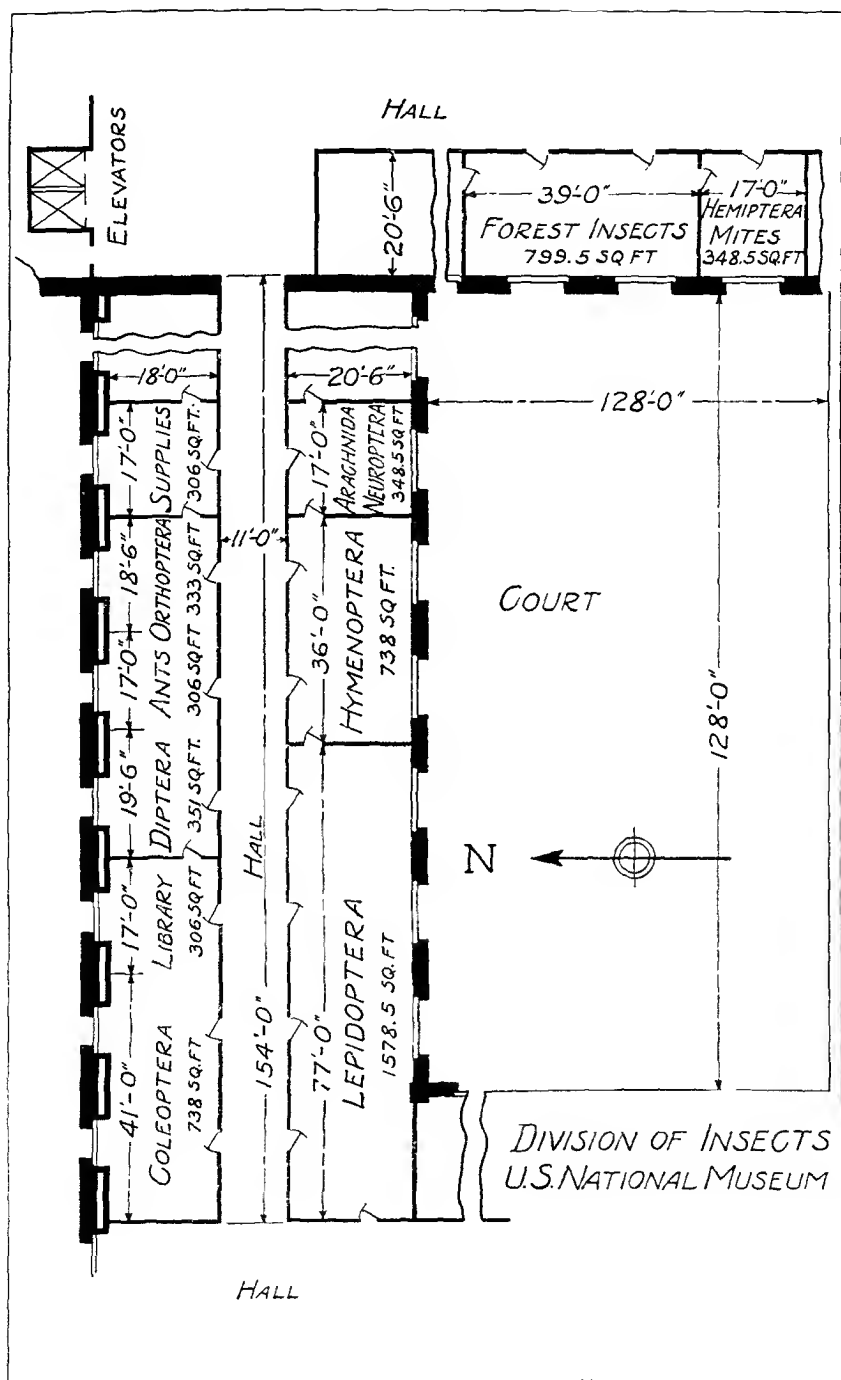 HALL
ELEVATORS
20'-6"
39'-0"
FOREST INSECTS
799.5 SQ FT
17'-0"
HEMIPTERA
MITES
348.5 SQ.FT
18'-0"
20'-6"
128'-0"
17'-0"
SUPPLIES
306 SQ.FT.
17'-0"
ARACHNIDA
NEUROPTERA
348.5 SQ FT
11'-0"
18'-6"
ORTHOPTERA
333 SQ.FT.
36'-0"
HYMENOPTERA
738 SQ FT.
COURT
17'-0"
ANTS
306 SQ FT
128'-0"
19'-6"
DIPTERA
351 SQ.FT.
HALL
N
17'-0"
LIBRARY
306 SQ FT
154'-0"
77'-0"
LEPIDOPTERA
1578.5 SQ.FT
41'-0"
COLEOPTERA
738 SQ.FT
DIVISION OF INSECTS
U.S. NATIONAL MUSEUM
HALL